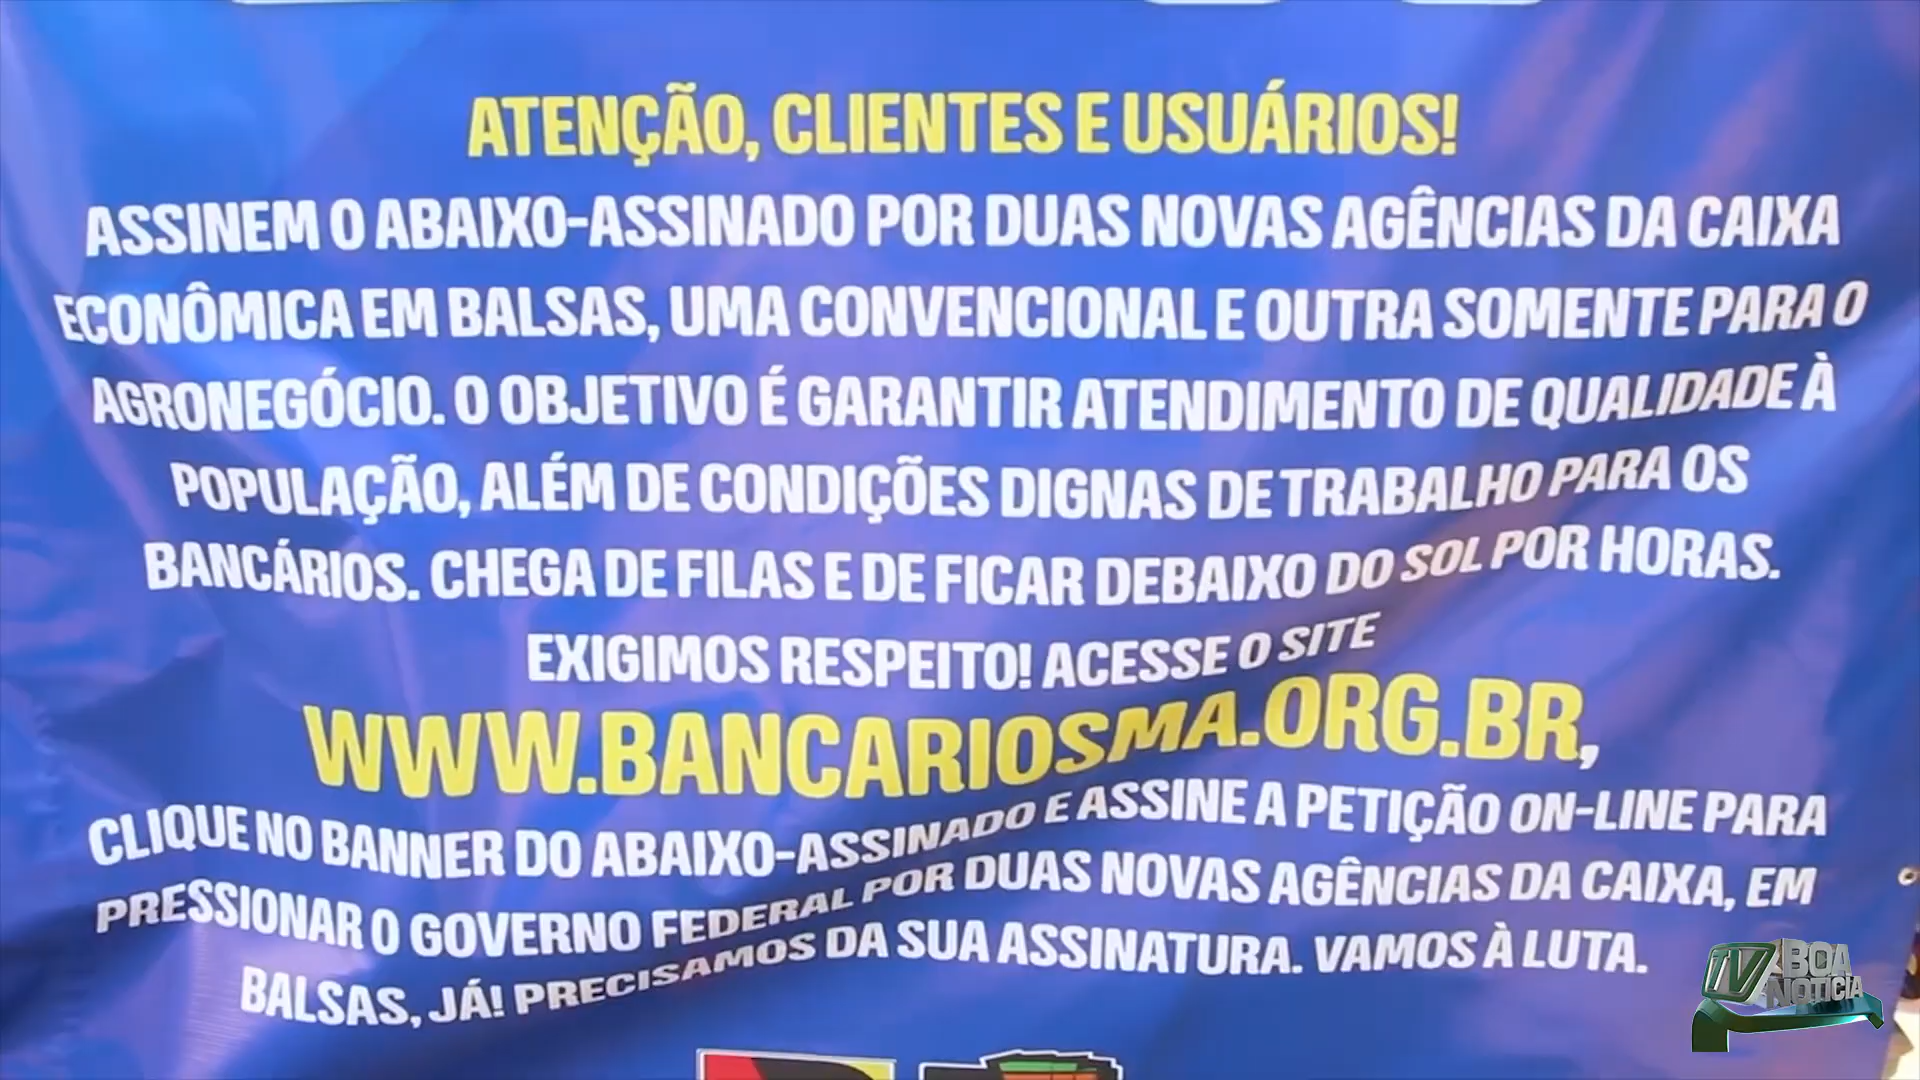 ATENÇÃO, CLIENTES E USUÁRIOS!
ASSINEM O ABAIXO-ASSINADO POR DUAS NOVAS AGÊNCIAS DA CAIXA
ECONÔMICA EM BALSAS, UMA CONVENCIONAL E OUTRA SOMENTE PARA O
AGRONEGÓCIO. O OBJETIVO É GARANTIR ATENDIMENTO DE QUALIDADE À
POPULAÇÃO, ALÉM DE CONDIÇÕES DIGNAS DE TRABALHO PARA OS
BANCÁRIOS. CHEGA DE FILAS E DE FICAR DEBAIXO DO SOL POR HORAS.
EXIGIMOS RESPEITO! ACESSE O SITE
WWW.BANCARIOSMA.ORG.BR,
CLIQUE NO BANNER DO ABAIXO-ASSINADO E ASSINE A PETIÇÃO ON-LINE PARA
PRESSIONAR O GOVERNO FEDERAL POR DUAS NOVAS AGÊNCIAS DA CAIXA, EM
BALSAS, JÁ! PRECISAMOS DA SUA ASSINATURA. VAMOS À LUTA.
TV BOA
NOTÍCIA